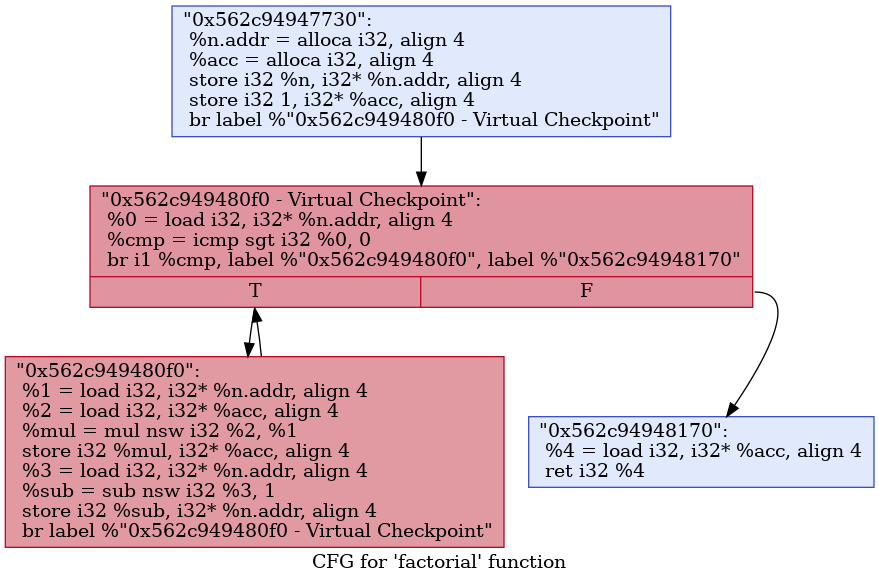 "0x562c94947730":
%n.addr = alloca i32, align 4
%acc = alloca i32, align 4
store i32 %n, i32* %n.addr, align 4
store i32 1, i32* %acc, align 4
br label %"0x562c949480f0 - Virtual Checkpoint"
"0x562c949480f0 - Virtual Checkpoint":
%0 = load i32, i32* %n.addr, align 4
%cmp = icmp sgt i32 %0, 0
br i1 %cmp, label %"0x562c949480f0", label %"0x562c94948170"
T
F
"0x562c949480f0":
%1 = load i32, i32* %n.addr, align 4
%2 = load i32, i32* %acc, align 4
%mul = mul nsw i32 %2, %1
store i32 %mul, i32* %acc, align 4
%3 = load i32, i32* %n.addr, align 4
%sub = sub nsw i32 %3, 1
store i32 %sub, i32* %n.addr, align 4
br label %"0x562c949480f0 - Virtual Checkpoint"
"0x562c94948170":
%4 = load i32, i32* %acc, align 4
ret i32 %4
CFG for 'factorial' function